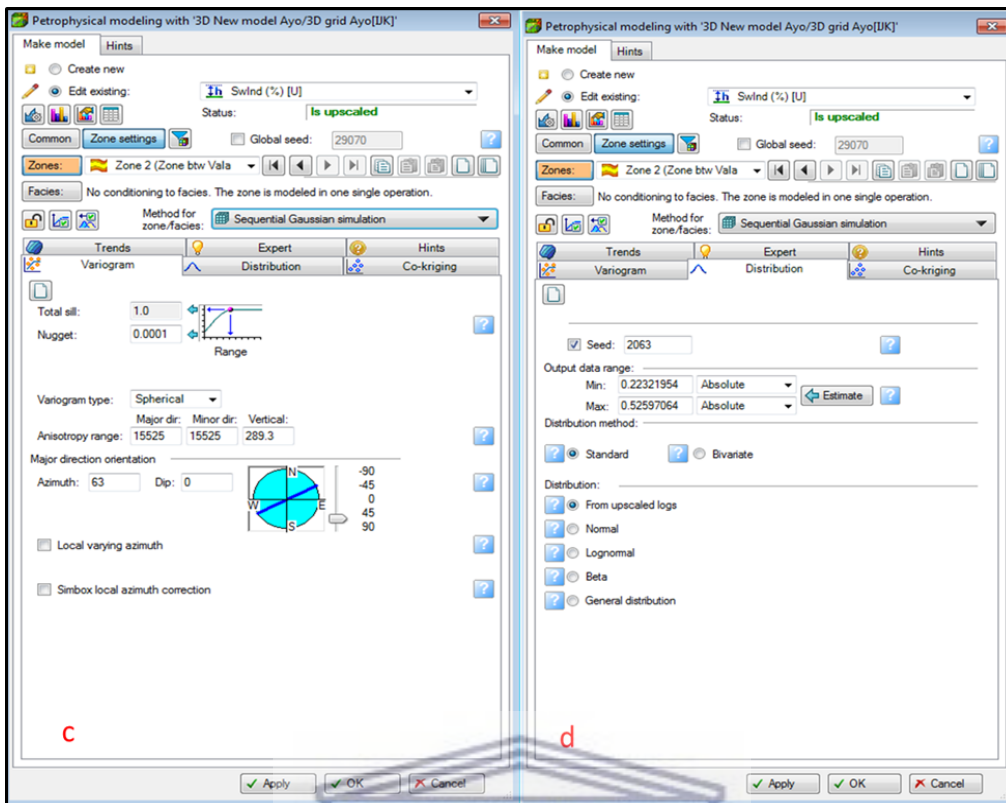 Petrophysical modeling with '3D New model Ayo/3D grid Ayo[IJK]'
Make model Hints
Create new
Edit existing: SwInd (%) [U]
Status: Is upscaled
Common Zone settings Global seed: 29070 ?
Zones: Zone 2 (Zone btw Vala
Facies: No conditioning to facies. The zone is modeled in one single operation.
Method for zone/facies: Sequential Gaussian simulation
Trends Expert Hints
Variogram Distribution Co-kriging
Total sill: 1.0 ?
Nugget: 0.0001
Range
Variogram type: Spherical
Major dir: Minor dir: Vertical:
Anisotropy range: 15525 15525 289.3 ?
Major direction orientation
Azimuth: 63 Dip: 0 N W E S -90 -45 0 45 90 ?
Local varying azimuth ?
Simbox local azimuth correction ?
c
Apply OK Cancel
Petrophysical modeling with '3D New model Ayo/3D grid Ayo[IJK]'
Make model Hints
Create new
Edit existing: SwInd (%) [U]
Status: Is upscaled
Common Zone settings Global seed: 29070 ?
Zones: Zone 2 (Zone btw Vala
Facies: No conditioning to facies. The zone is modeled in one single operation.
Method for zone/facies: Sequential Gaussian simulation
Trends Expert Hints
Variogram Distribution Co-kriging
Seed: 2063 ?
Output data range:
Min: 0.22321954 Absolute
Estimate ?
Max: 0.52597064 Absolute
Distribution method:
? Standard ? Bivariate
Distribution:
? From upscaled logs
? Normal
? Lognormal
? Beta
? General distribution
d
Apply OK Cancel